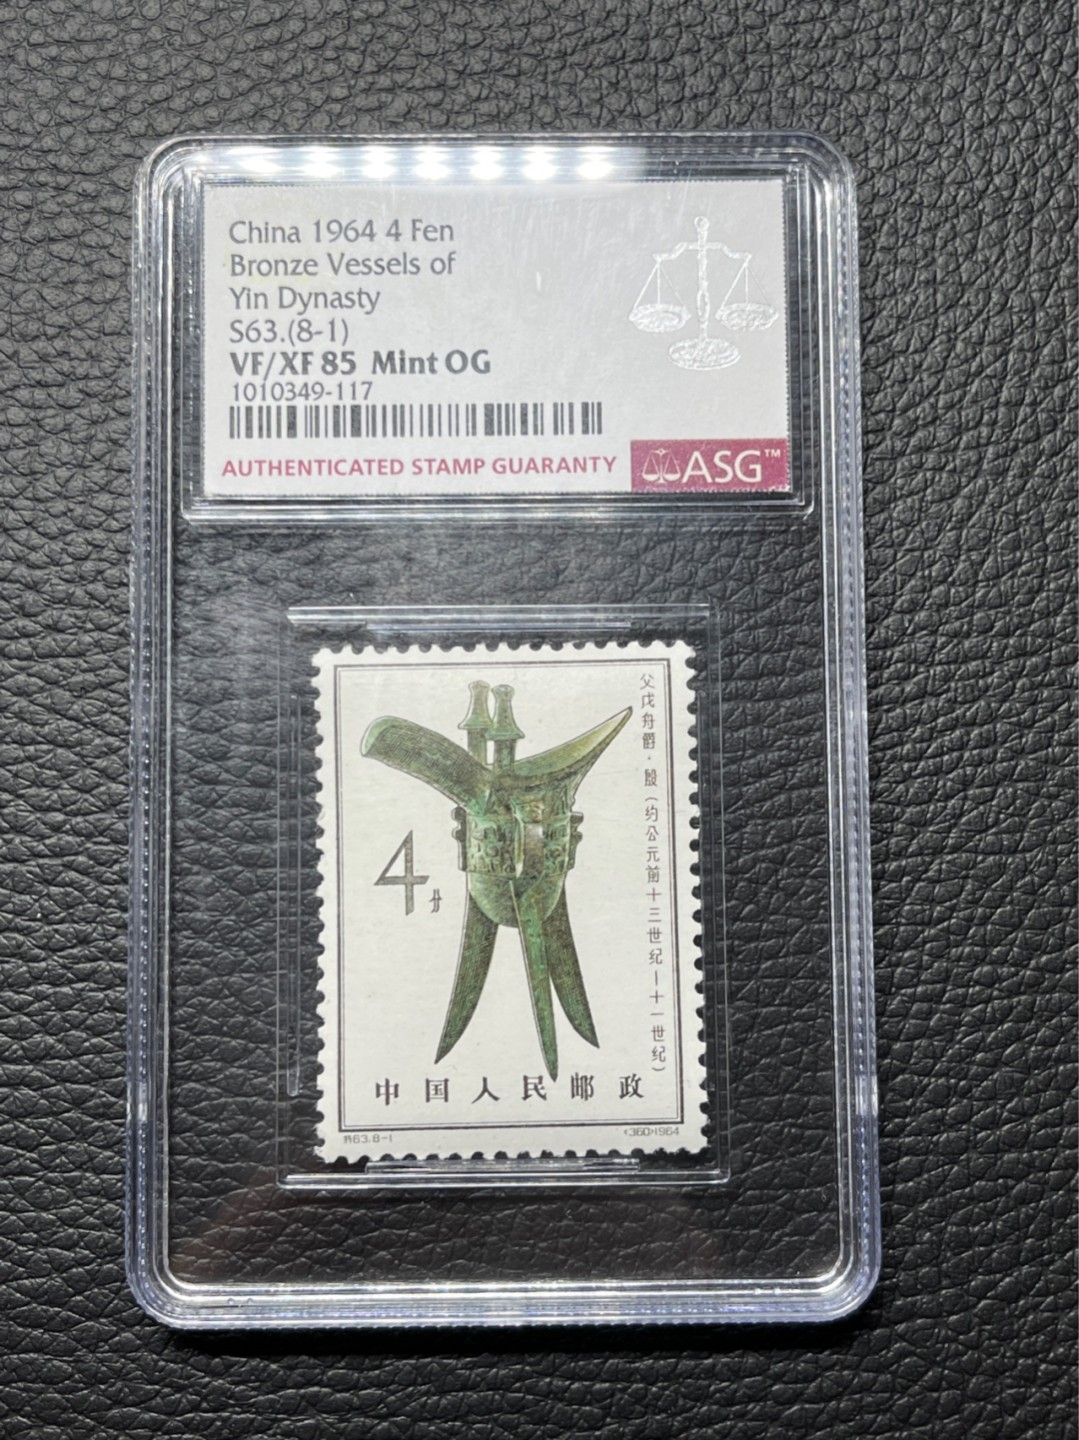 China 1964 4 Fen
Bronze Vessels of
Yin Dynasty
S63.(8-1)
VF/XF 85 Mint OG
1010349-117
AUTHENTICATED STAMP GUARANTY
ASG™
父戊舟爵·殷（约公元前十三世纪—十一世纪）
4分
中国人民邮政
特63.8-1
(360)1964